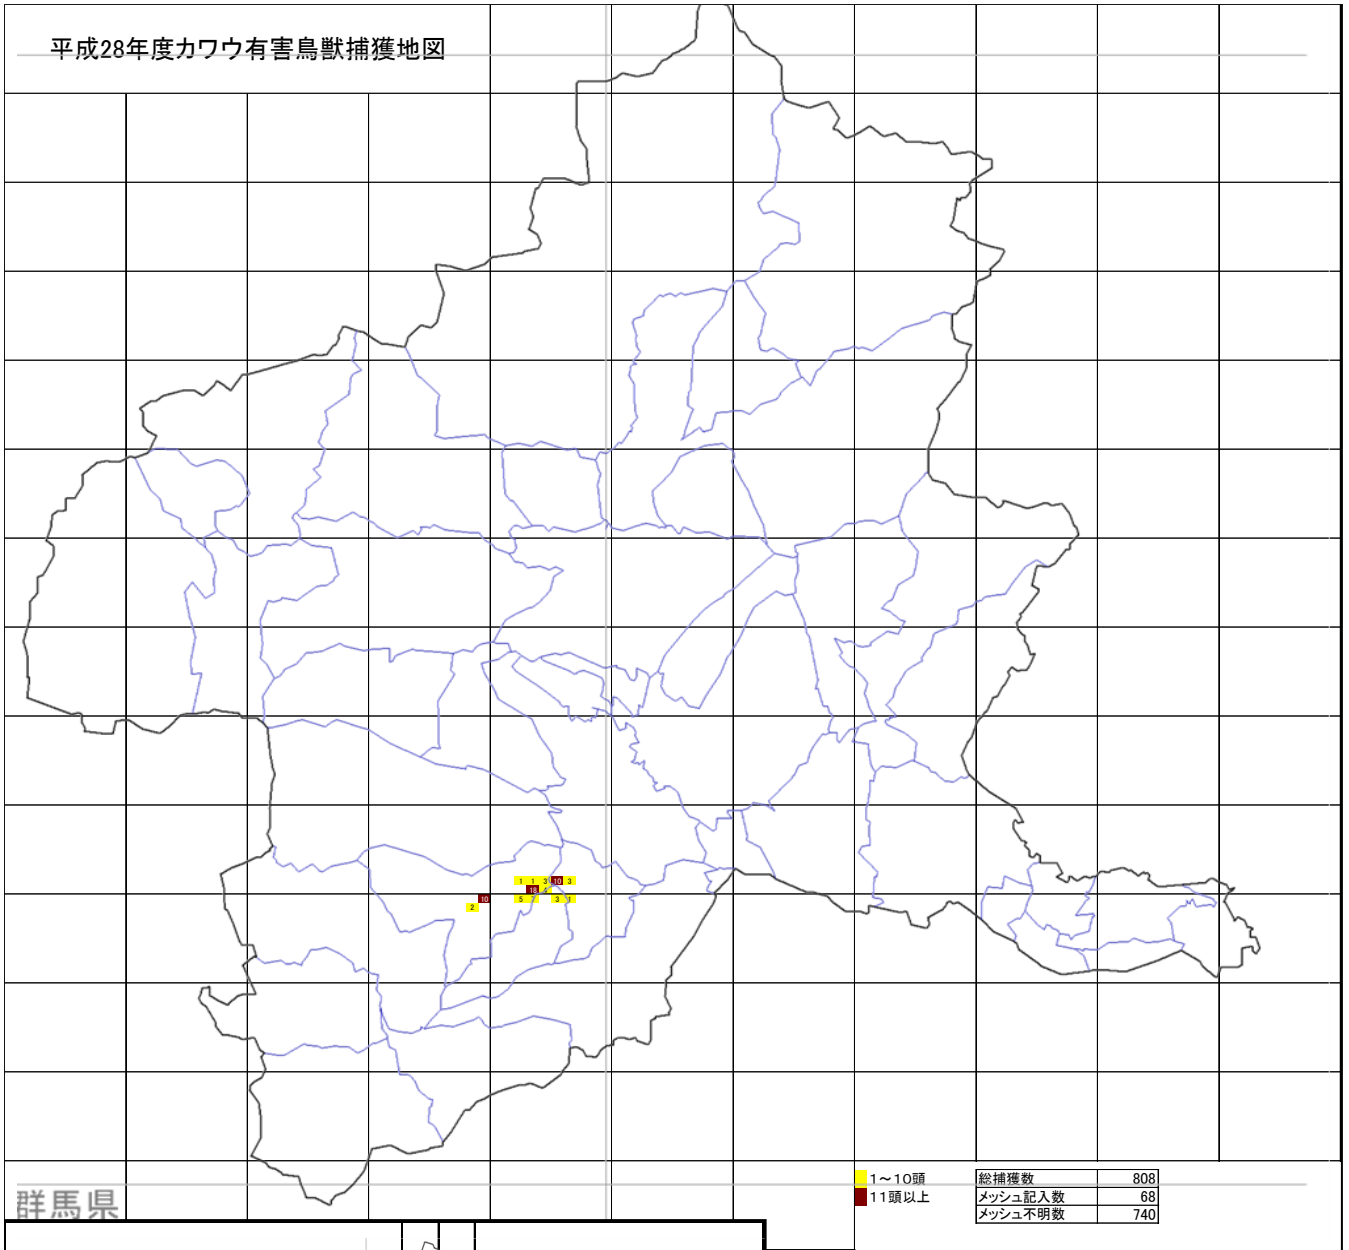 平成28年度カワウ有害鳥獣捕獲地図
1 1 3 10 3
18 4
10 5 7 3 1
2
1～10頭
11頭以上
総捕獲数 808
メッシュ記入数 68
メッシュ不明数 740
群馬県